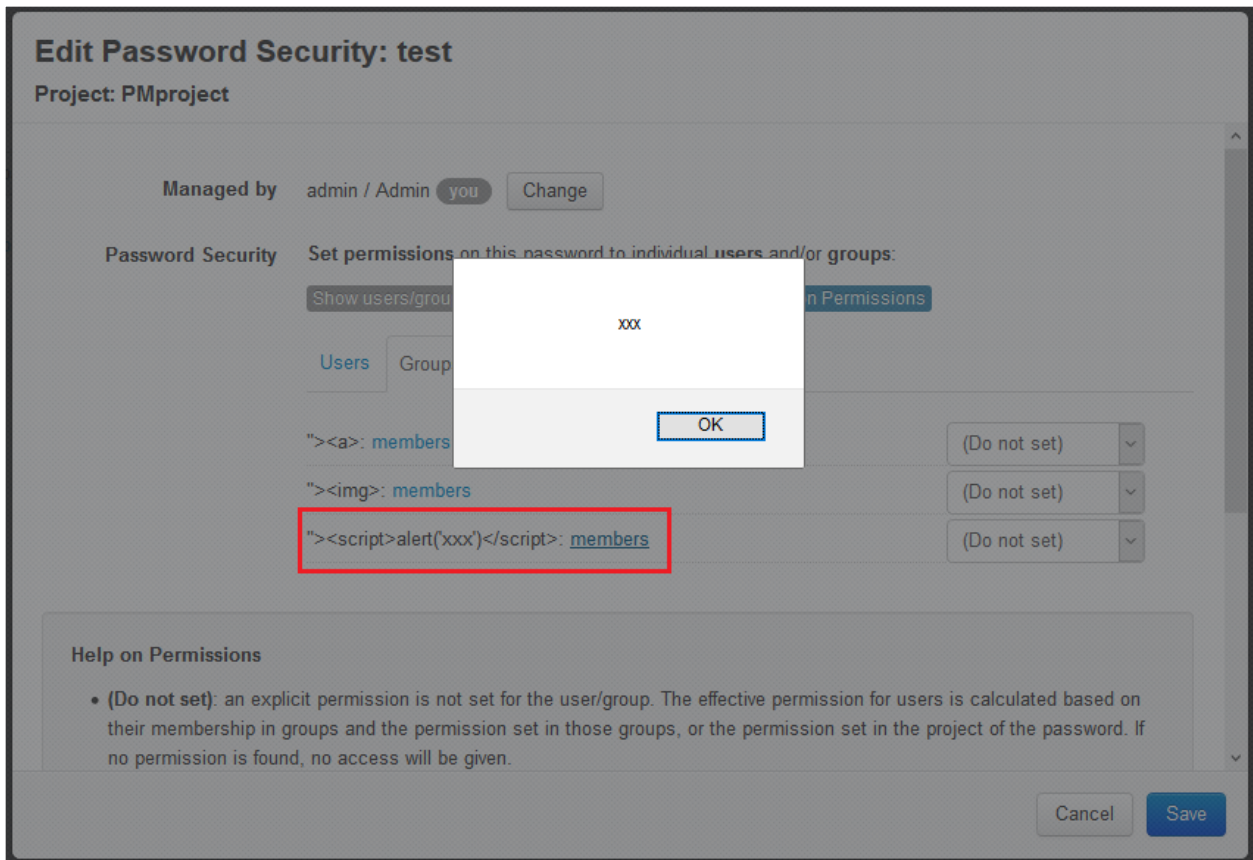 Edit Password Security: test
Project: PMproject
Managed by admin / Admin you Change
Password Security Set permissions on this password to individual users and/or groups:
Show users/grou n Permissions
xxx
Users Group
OK
"><a>: members (Do not set)
"><img>: members (Do not set)
"><script>alert('xxx')</script>: members (Do not set)
Help on Permissions
• (Do not set): an explicit permission is not set for the user/group. The effective permission for users is calculated based on
their membership in groups and the permission set in those groups, or the permission set in the project of the password. If
no permission is found, no access will be given.
Cancel Save